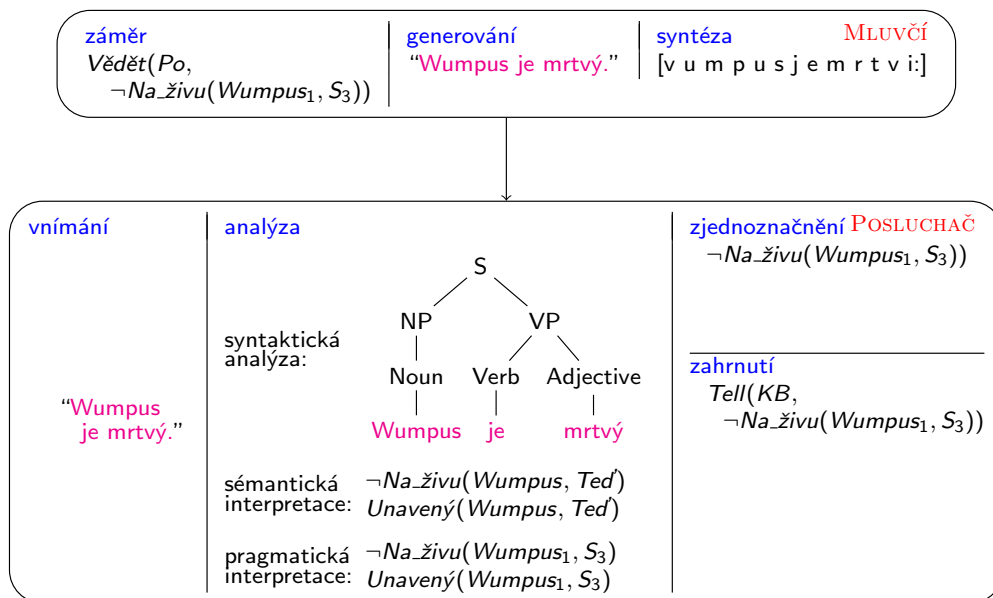 záměr
Vědět(Po,
¬Na_živu(Wumpus₁, S₃))
generování
“Wumpus je mrtvý.”
syntéza
MLUVČÍ
[v u m p u s j e m r t v i:]
vnímání
“Wumpus
je mrtvý.”
analýza
syntaktická
analýza:
S
NP VP
Noun Verb Adjective
Wumpus je mrtvý
sémantická
interpretace:
¬Na_živu(Wumpus, Teď)
Unavený(Wumpus, Teď)
pragmatická
interpretace:
¬Na_živu(Wumpus₁, S₃)
Unavený(Wumpus₁, S₃)
zjednoznačnění POSLUCHAČ
¬Na_živu(Wumpus₁, S₃))
zahrnutí
Tell(KB,
¬Na_živu(Wumpus₁, S₃))